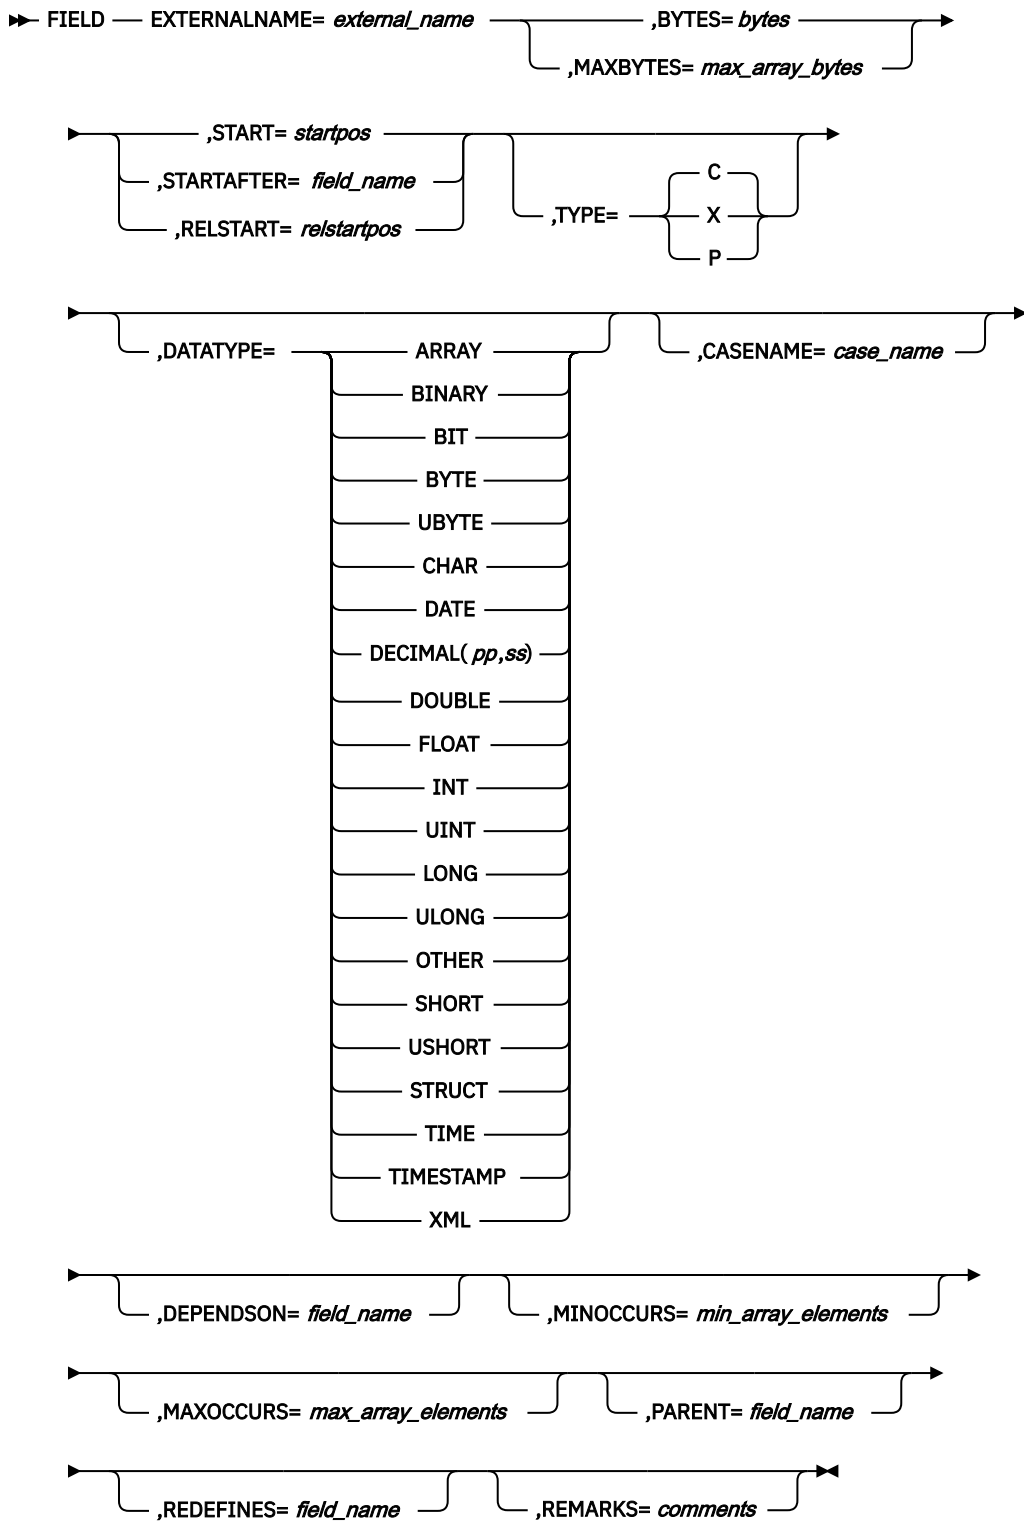 FIELD EXTERNALNAME= external_name ,BYTES= bytes
,MAXBYTES= max_array_bytes
,START= startpos
,STARTAFTER= field_name
,RELSTART= relstartpos
,TYPE=
C
X
P
,DATATYPE=
ARRAY
BINARY
BIT
BYTE
UBYTE
CHAR
DATE
DECIMAL( pp,ss)
DOUBLE
FLOAT
INT
UINT
LONG
ULONG
OTHER
SHORT
USHORT
STRUCT
TIME
TIMESTAMP
XML
,CASENAME= case_name
,DEPENDSON= field_name ,MINOCCURS= min_array_elements
,MAXOCCURS= max_array_elements ,PARENT= field_name
,REDEFINES= field_name ,REMARKS= comments